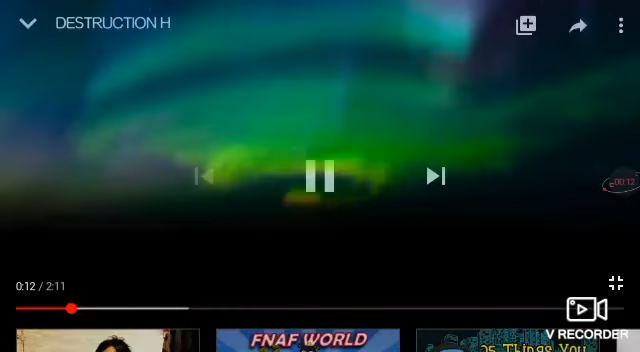 DESTRUCTION H
00:12
0:12 / 2:11
V RECORDER
FNAF WORLD
25 Things You